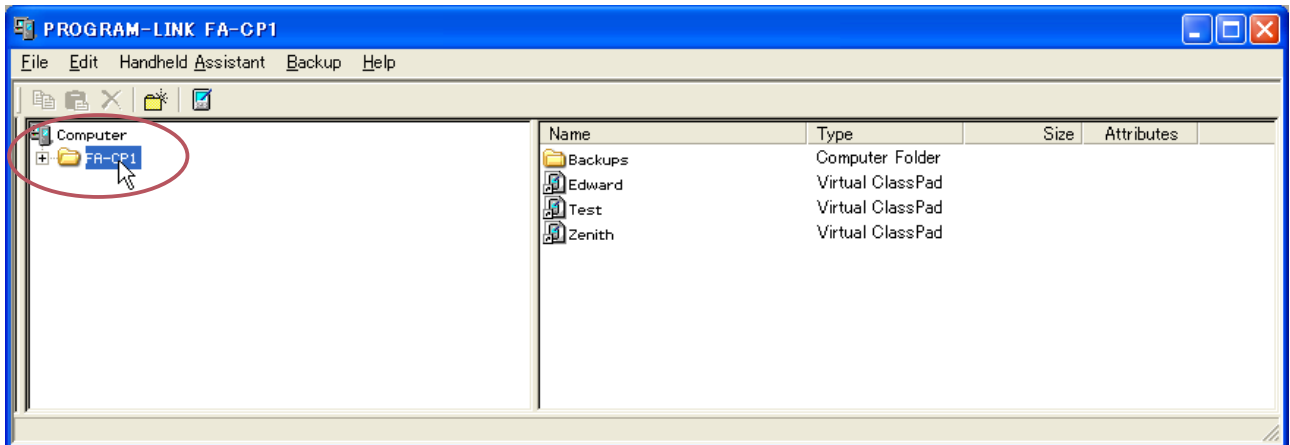 PROGRAM-LINK FA-CP1
File Edit Handheld Assistant Backup Help
Computer
FA-CP1
Name Type Size Attributes
Backups Computer Folder
Edward Virtual ClassPad
Test Virtual ClassPad
Zenith Virtual ClassPad